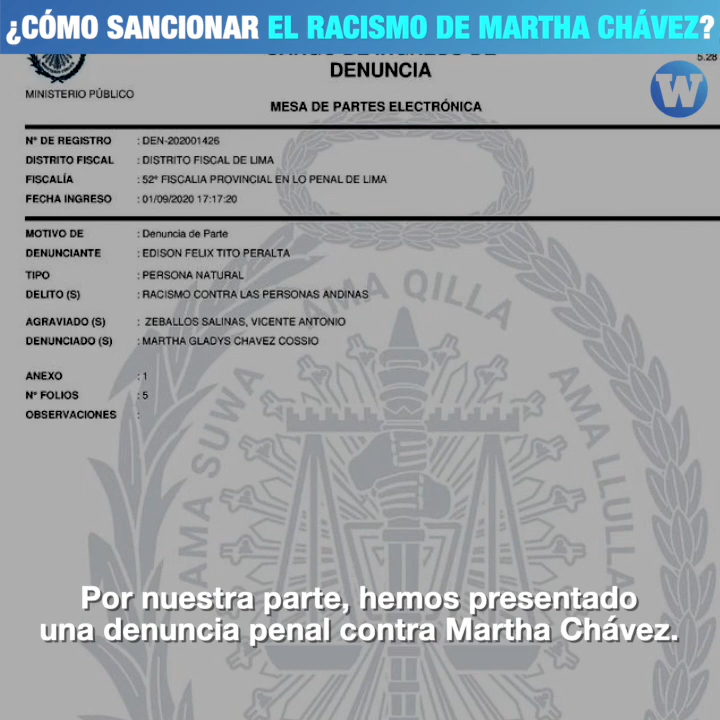 ¿CÓMO SANCIONAR EL RACISMO DE MARTHA CHÁVEZ?
CARGO DE INGRESO DE
5.28
DENUNCIA
MINISTERIO PÚBLICO
MESA DE PARTES ELECTRÓNICA
W
N° DE REGISTRO : DEN-202001426
DISTRITO FISCAL : DISTRITO FISCAL DE LIMA
FISCALÍA : 52° FISCALIA PROVINCIAL EN LO PENAL DE LIMA
FECHA INGRESO : 01/09/2020 17:17:20
MOTIVO DE : Denuncia de Parte
DENUNCIANTE : EDISON FELIX TITO PERALTA
TIPO : PERSONA NATURAL
DELITO (S) : RACISMO CONTRA LAS PERSONAS ANDINAS
AGRAVIADO (S) : ZEBALLOS SALINAS, VICENTE ANTONIO
DENUNCIADO (S) : MARTHA GLADYS CHAVEZ COSSIO
ANEXO : 1
N° FOLIOS : 5
OBSERVACIONES :
AMA SUWA
AMA QILLA
AMA LLULLA
Por nuestra parte, hemos presentado
una denuncia penal contra Martha Chávez.